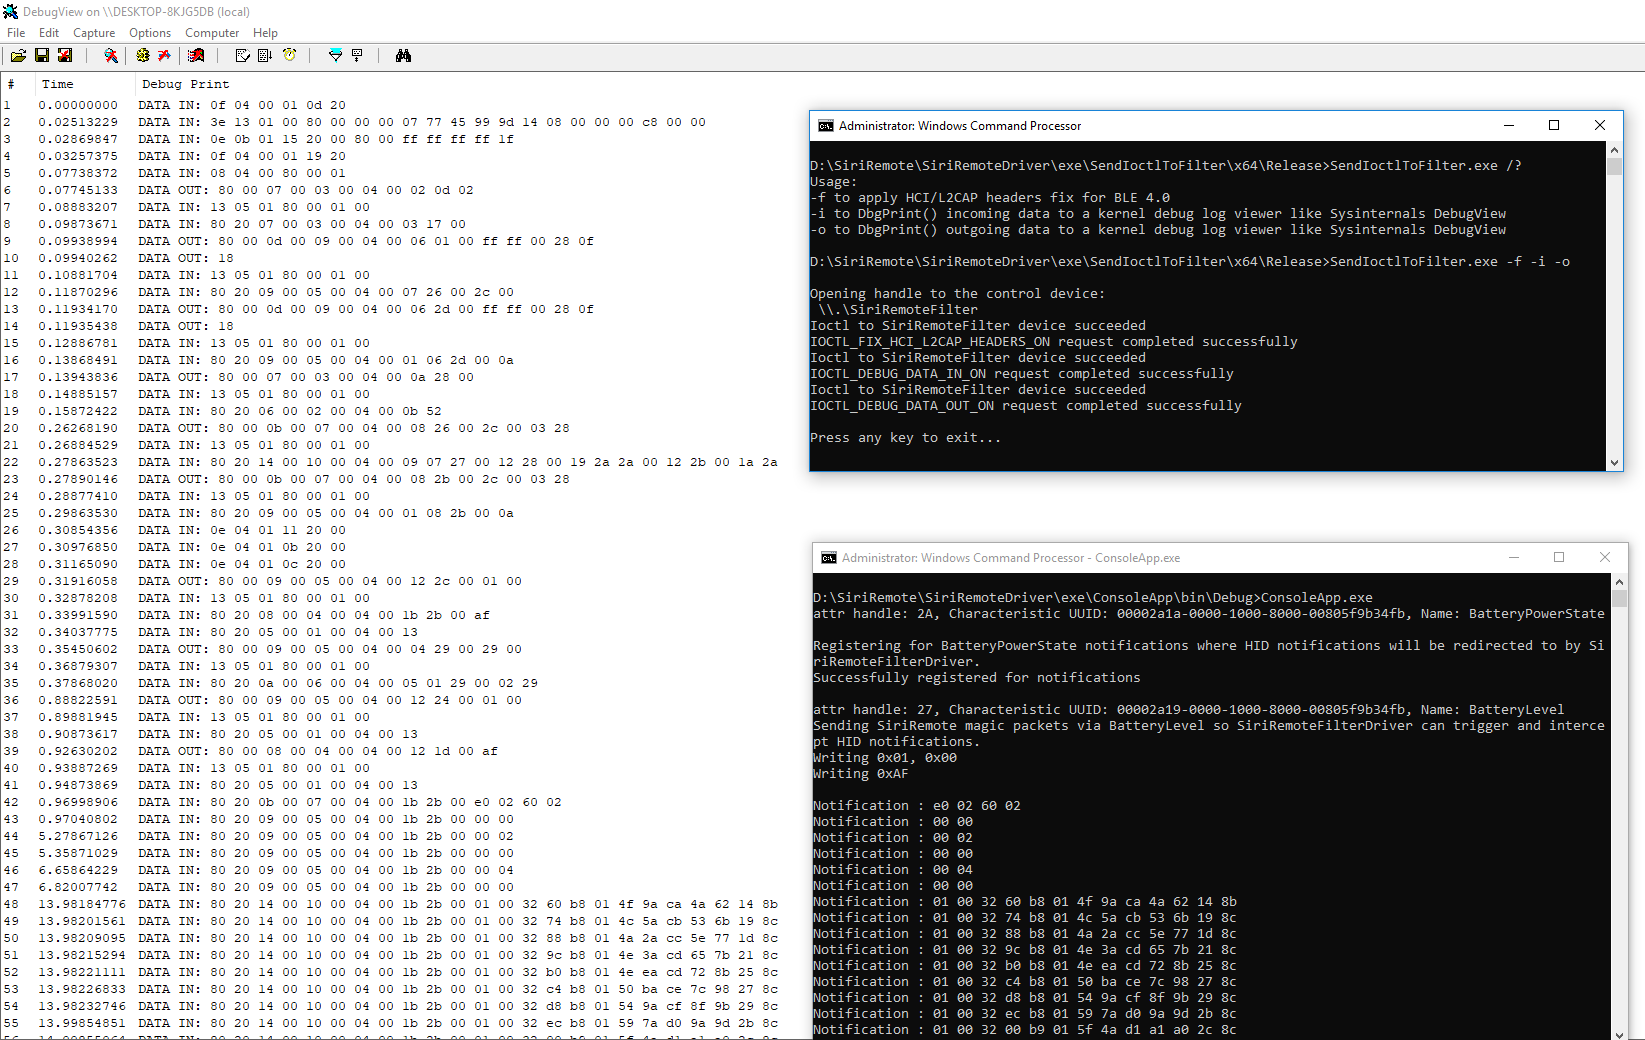 DebugView on \\DESKTOP-8KJG5DB (local)
File Edit Capture Options Computer Help
# Time Debug Print
1 0.00000000 DATA IN: 0f 04 00 01 0d 20
2 0.02513229 DATA IN: 3e 13 01 00 80 00 00 00 07 77 45 99 9d 14 08 00 00 00 c8 00 00
3 0.02869847 DATA IN: 0e 0b 01 15 20 00 80 00 ff ff ff ff 1f
4 0.03257375 DATA IN: 0f 04 00 01 19 20
5 0.07738372 DATA IN: 08 04 00 80 00 01
6 0.07745133 DATA OUT: 80 00 07 00 03 00 04 00 02 0d 02
7 0.08883207 DATA IN: 13 05 01 80 00 01 00
8 0.09873671 DATA IN: 80 20 07 00 03 00 04 00 03 17 00
9 0.09938994 DATA OUT: 80 00 0d 00 09 00 04 00 06 01 00 ff ff 00 28 0f
10 0.09940262 DATA OUT: 18
11 0.10881704 DATA IN: 13 05 01 80 00 01 00
12 0.11870296 DATA IN: 80 20 09 00 05 00 04 00 07 26 00 2c 00
13 0.11934170 DATA OUT: 80 00 0d 00 09 00 04 00 06 2d 00 ff ff 00 28 0f
14 0.11935438 DATA OUT: 18
15 0.12886781 DATA IN: 13 05 01 80 00 01 00
16 0.13868491 DATA IN: 80 20 09 00 05 00 04 00 01 06 2d 00 0a
17 0.13943836 DATA OUT: 80 00 07 00 03 00 04 00 0a 28 00
18 0.14885157 DATA IN: 13 05 01 80 00 01 00
19 0.15872422 DATA IN: 80 20 06 00 02 00 04 00 0b 52
20 0.26268190 DATA OUT: 80 00 0b 00 07 00 04 00 08 26 00 2c 00 03 28
21 0.26884529 DATA IN: 13 05 01 80 00 01 00
22 0.27863523 DATA IN: 80 20 14 00 10 00 04 00 09 07 27 00 12 28 00 19 2a 2a 00 12 2b 00 1a 2a
23 0.27890146 DATA OUT: 80 00 0b 00 07 00 04 00 08 2b 00 2c 00 03 28
24 0.28877410 DATA IN: 13 05 01 80 00 01 00
25 0.29863530 DATA IN: 80 20 09 00 05 00 04 00 01 08 2b 00 0a
26 0.30854356 DATA IN: 0e 04 01 11 20 00
27 0.30976850 DATA IN: 0e 04 01 0b 20 00
28 0.31165090 DATA IN: 0e 04 01 0c 20 00
29 0.31916058 DATA OUT: 80 00 09 00 05 00 04 00 12 2c 00 01 00
30 0.32878208 DATA IN: 13 05 01 80 00 01 00
31 0.33991590 DATA IN: 80 20 08 00 04 00 04 00 1b 2b 00 af
32 0.34037775 DATA IN: 80 20 05 00 01 00 04 00 13
33 0.35450602 DATA OUT: 80 00 09 00 05 00 04 00 04 29 00 29 00
34 0.36879307 DATA IN: 13 05 01 80 00 01 00
35 0.37868020 DATA IN: 80 20 0a 00 06 00 04 00 05 01 29 00 02 29
36 0.88822591 DATA OUT: 80 00 09 00 05 00 04 00 12 24 00 01 00
37 0.89881945 DATA IN: 13 05 01 80 00 01 00
38 0.90873617 DATA IN: 80 20 05 00 01 00 04 00 13
39 0.92630202 DATA OUT: 80 00 08 00 04 00 04 00 12 1d 00 af
40 0.93887269 DATA IN: 13 05 01 80 00 01 00
41 0.94873869 DATA IN: 80 20 05 00 01 00 04 00 13
42 0.96998906 DATA IN: 80 20 0b 00 07 00 04 00 1b 2b 00 e0 02 60 02
43 0.97040802 DATA IN: 80 20 09 00 05 00 04 00 1b 2b 00 00 00
44 5.27867126 DATA IN: 80 20 09 00 05 00 04 00 1b 2b 00 00 02
45 5.35871029 DATA IN: 80 20 09 00 05 00 04 00 1b 2b 00 00 00
46 6.65864229 DATA IN: 80 20 09 00 05 00 04 00 1b 2b 00 00 04
47 6.82007742 DATA IN: 80 20 09 00 05 00 04 00 1b 2b 00 00 00
48 13.98184776 DATA IN: 80 20 14 00 10 00 04 00 1b 2b 00 01 00 32 60 b8 01 4f 9a ca 4a 62 14 8b
49 13.98201561 DATA IN: 80 20 14 00 10 00 04 00 1b 2b 00 01 00 32 74 b8 01 4c 5a cb 53 6b 19 8c
50 13.98209095 DATA IN: 80 20 14 00 10 00 04 00 1b 2b 00 01 00 32 88 b8 01 4a 2a cc 5e 77 1d 8c
51 13.98215294 DATA IN: 80 20 14 00 10 00 04 00 1b 2b 00 01 00 32 9c b8 01 4e 3a cd 65 7b 21 8c
52 13.98221111 DATA IN: 80 20 14 00 10 00 04 00 1b 2b 00 01 00 32 b0 b8 01 4e ea cd 72 8b 25 8c
53 13.98226833 DATA IN: 80 20 14 00 10 00 04 00 1b 2b 00 01 00 32 c4 b8 01 50 ba ce 7c 98 27 8c
54 13.98232746 DATA IN: 80 20 14 00 10 00 04 00 1b 2b 00 01 00 32 d8 b8 01 54 9a cf 8f 9b 29 8c
55 13.99854851 DATA IN: 80 20 14 00 10 00 04 00 1b 2b 00 01 00 32 ec b8 01 59 7a d0 9a 9d 2b 8c
Administrator: Windows Command Processor
D:\SiriRemote\SiriRemoteDriver\exe\SendIoctlToFilter\x64\Release>SendIoctlToFilter.exe /?
Usage:
-f to apply HCI/L2CAP headers fix for BLE 4.0
-i to DbgPrint() incoming data to a kernel debug log viewer like Sysinternals DebugView
-o to DbgPrint() outgoing data to a kernel debug log viewer like Sysinternals DebugView
D:\SiriRemote\SiriRemoteDriver\exe\SendIoctlToFilter\x64\Release>SendIoctlToFilter.exe -f -i -o
Opening handle to the control device:
\\.\SiriRemoteFilter
Ioctl to SiriRemoteFilter device succeeded
IOCTL_FIX_HCI_L2CAP_HEADERS_ON request completed successfully
Ioctl to SiriRemoteFilter device succeeded
IOCTL_DEBUG_DATA_IN_ON request completed successfully
Ioctl to SiriRemoteFilter device succeeded
IOCTL_DEBUG_DATA_OUT_ON request completed successfully
Press any key to exit...
Administrator: Windows Command Processor - ConsoleApp.exe
D:\SiriRemote\SiriRemoteDriver\exe\ConsoleApp\bin\Debug>ConsoleApp.exe
attr handle: 2A, Characteristic UUID: 00002a1a-0000-1000-8000-00805f9b34fb, Name: BatteryPowerState
Registering for BatteryPowerState notifications where HID notifications will be redirected to by Si
riRemoteFilterDriver.
Successfully registered for notifications
attr handle: 27, Characteristic UUID: 00002a19-0000-1000-8000-00805f9b34fb, Name: BatteryLevel
Sending SiriRemote magic packets via BatteryLevel so SiriRemoteFilterDriver can trigger and interce
pt HID notifications.
Writing 0x01, 0x00
Writing 0xAF
Notification : e0 02 60 02
Notification : 00 00
Notification : 00 02
Notification : 00 00
Notification : 00 04
Notification : 00 00
Notification : 01 00 32 60 b8 01 4f 9a ca 4a 62 14 8b
Notification : 01 00 32 74 b8 01 4c 5a cb 53 6b 19 8c
Notification : 01 00 32 88 b8 01 4a 2a cc 5e 77 1d 8c
Notification : 01 00 32 9c b8 01 4e 3a cd 65 7b 21 8c
Notification : 01 00 32 b0 b8 01 4e ea cd 72 8b 25 8c
Notification : 01 00 32 c4 b8 01 50 ba ce 7c 98 27 8c
Notification : 01 00 32 d8 b8 01 54 9a cf 8f 9b 29 8c
Notification : 01 00 32 ec b8 01 59 7a d0 9a 9d 2b 8c
Notification : 01 00 32 00 b9 01 5f 4a d1 a1 a0 2c 8c